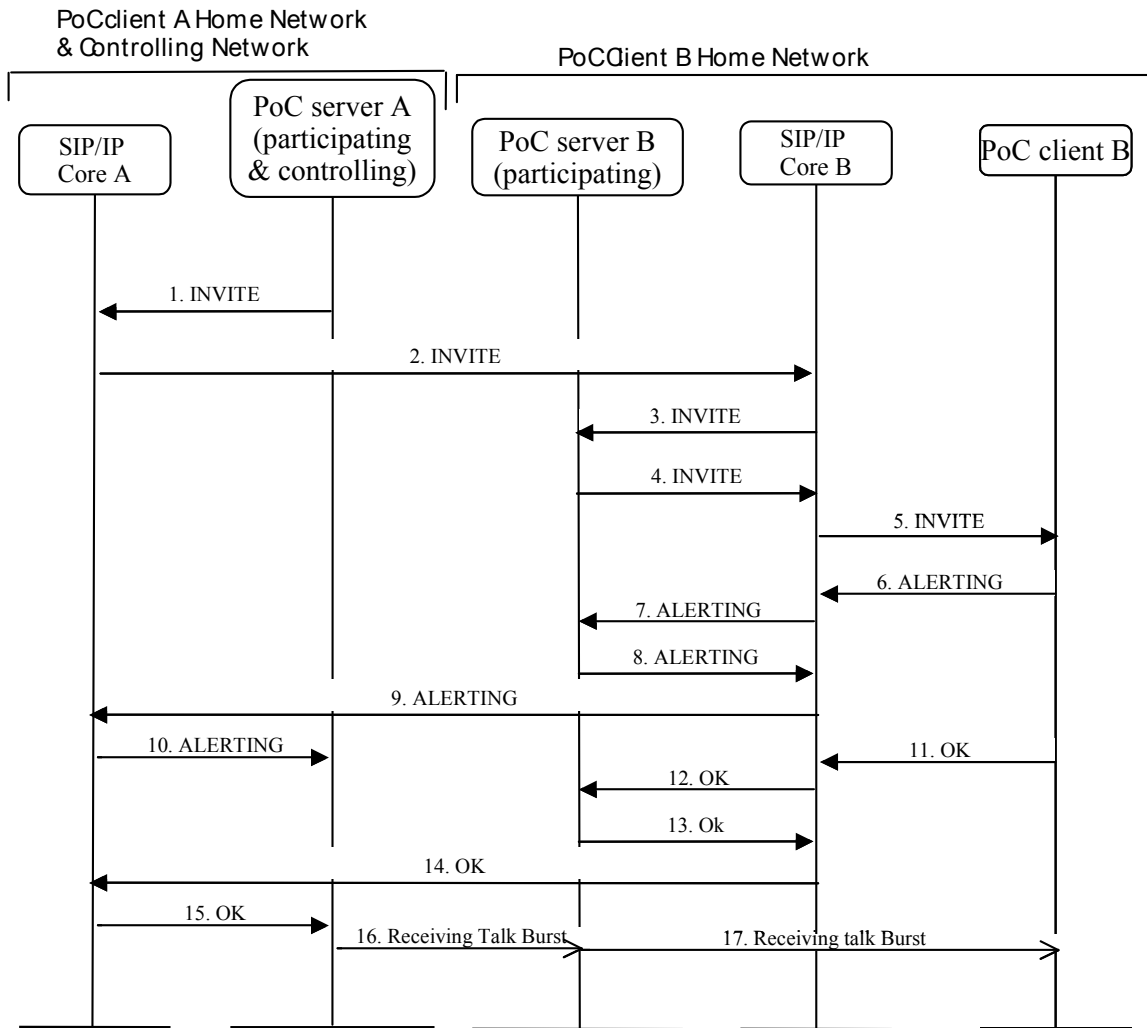 PoCclient A Home Network
& Controlling Network
PoCClient B Home Network
SIP/IP
Core A
PoC server A
(participating
& controlling)
PoC server B
(participating)
SIP/IP
Core B
PoC client B
1. INVITE
2. INVITE
3. INVITE
4. INVITE
5. INVITE
6. ALERTING
7. ALERTING
8. ALERTING
9. ALERTING
10. ALERTING
11. OK
12. OK
13. Ok
14. OK
15. OK
16. Receiving Talk Burst
17. Receiving talk Burst